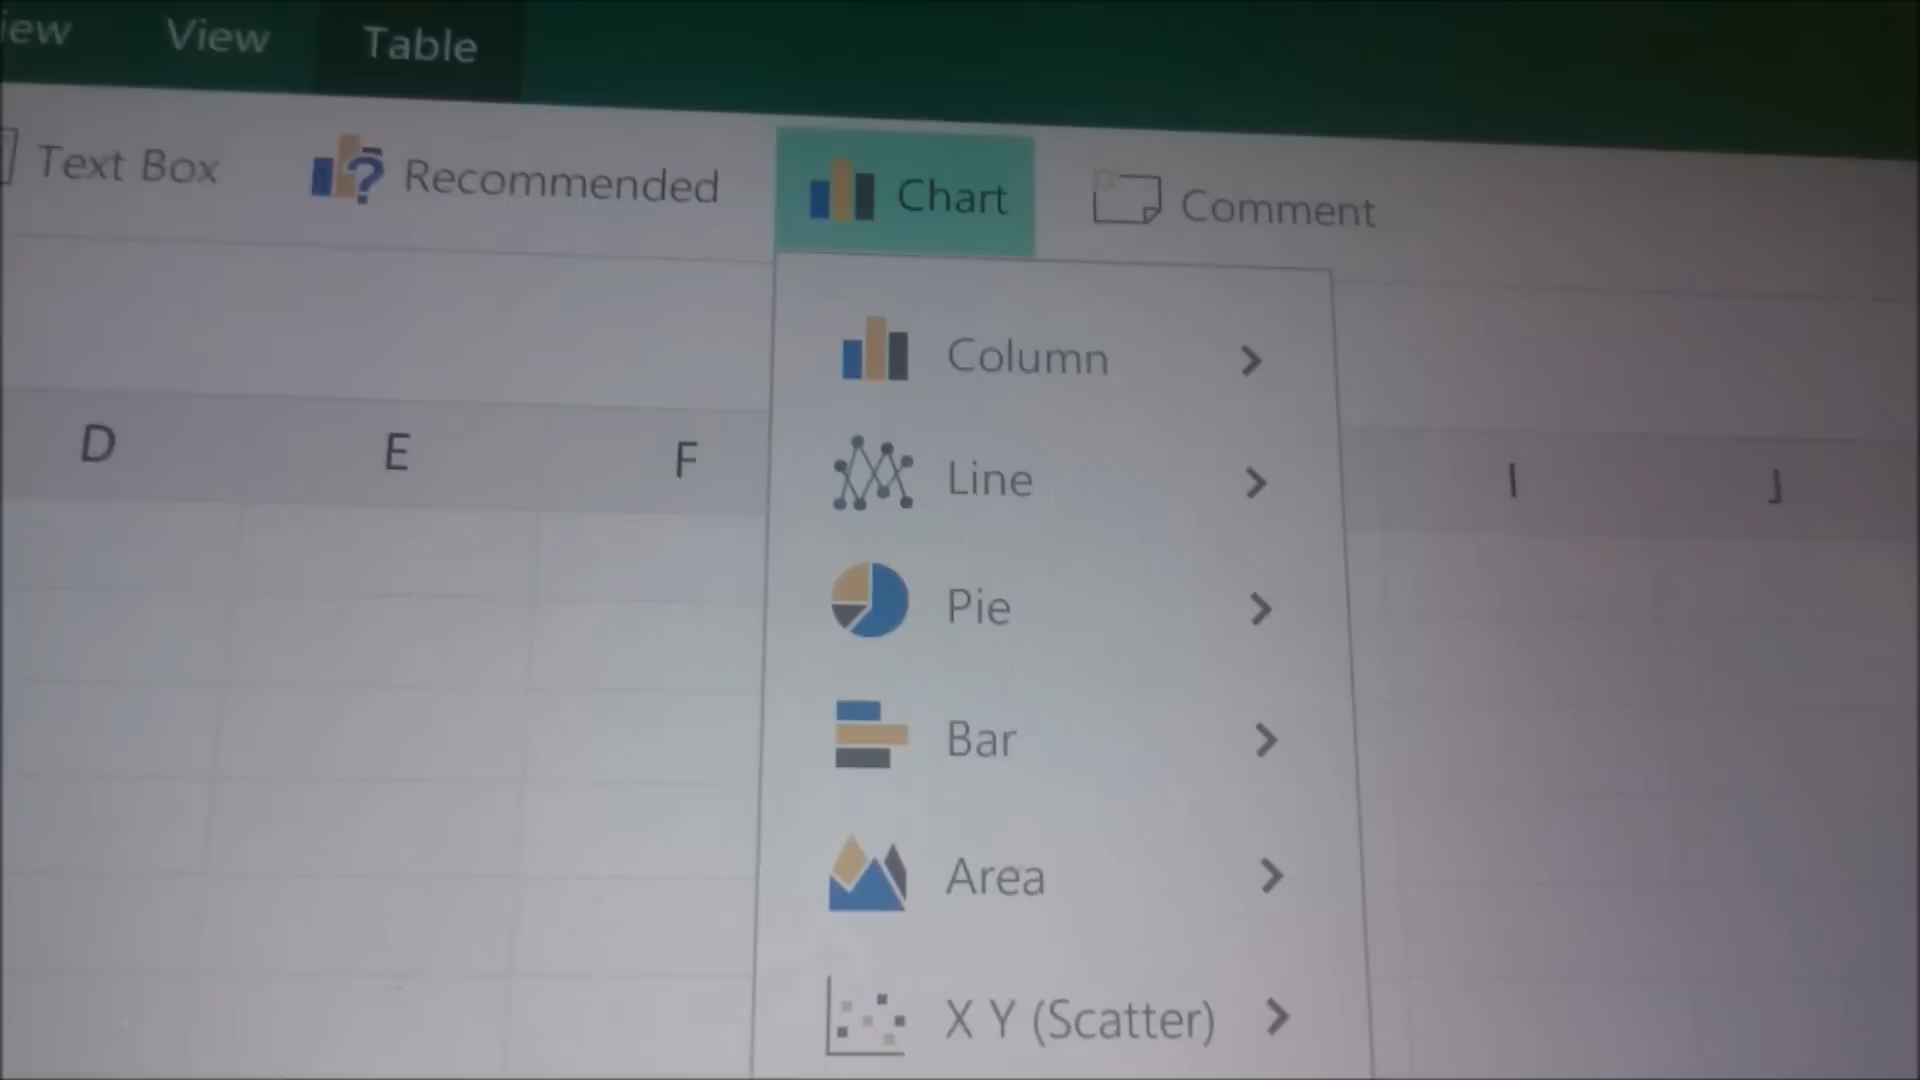 iew View Table
Text Box Recommended Chart Comment
Column
Line
Pie
Bar
Area
X Y (Scatter)
D E F I J